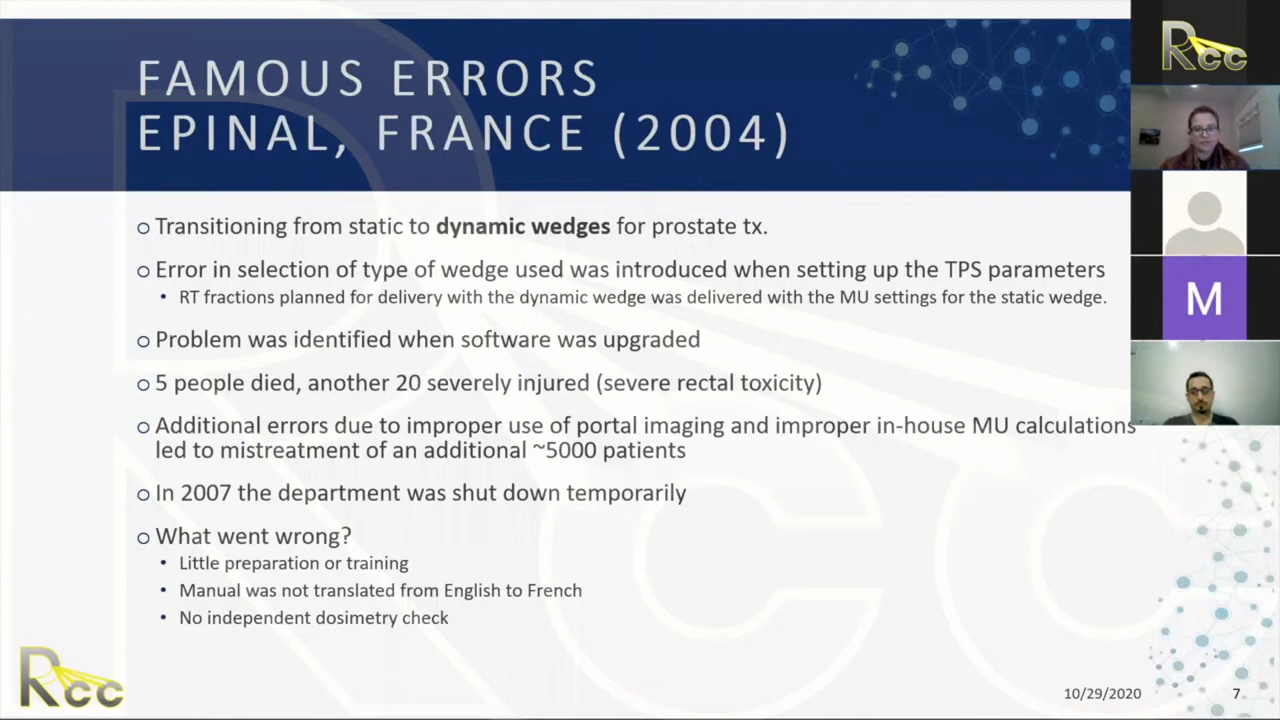 FAMOUS ERRORS
EPINAL, FRANCE (2004)
Rcc
○ Transitioning from static to dynamic wedges for prostate tx.
○ Error in selection of type of wedge used was introduced when setting up the TPS parameters
• RT fractions planned for delivery with the dynamic wedge was delivered with the MU settings for the static wedge.
M
○ Problem was identified when software was upgraded
○ 5 people died, another 20 severely injured (severe rectal toxicity)
○ Additional errors due to improper use of portal imaging and improper in-house MU calculations
led to mistreatment of an additional ~5000 patients
○ In 2007 the department was shut down temporarily
○ What went wrong?
• Little preparation or training
• Manual was not translated from English to French
• No independent dosimetry check
Rcc
10/29/2020
7